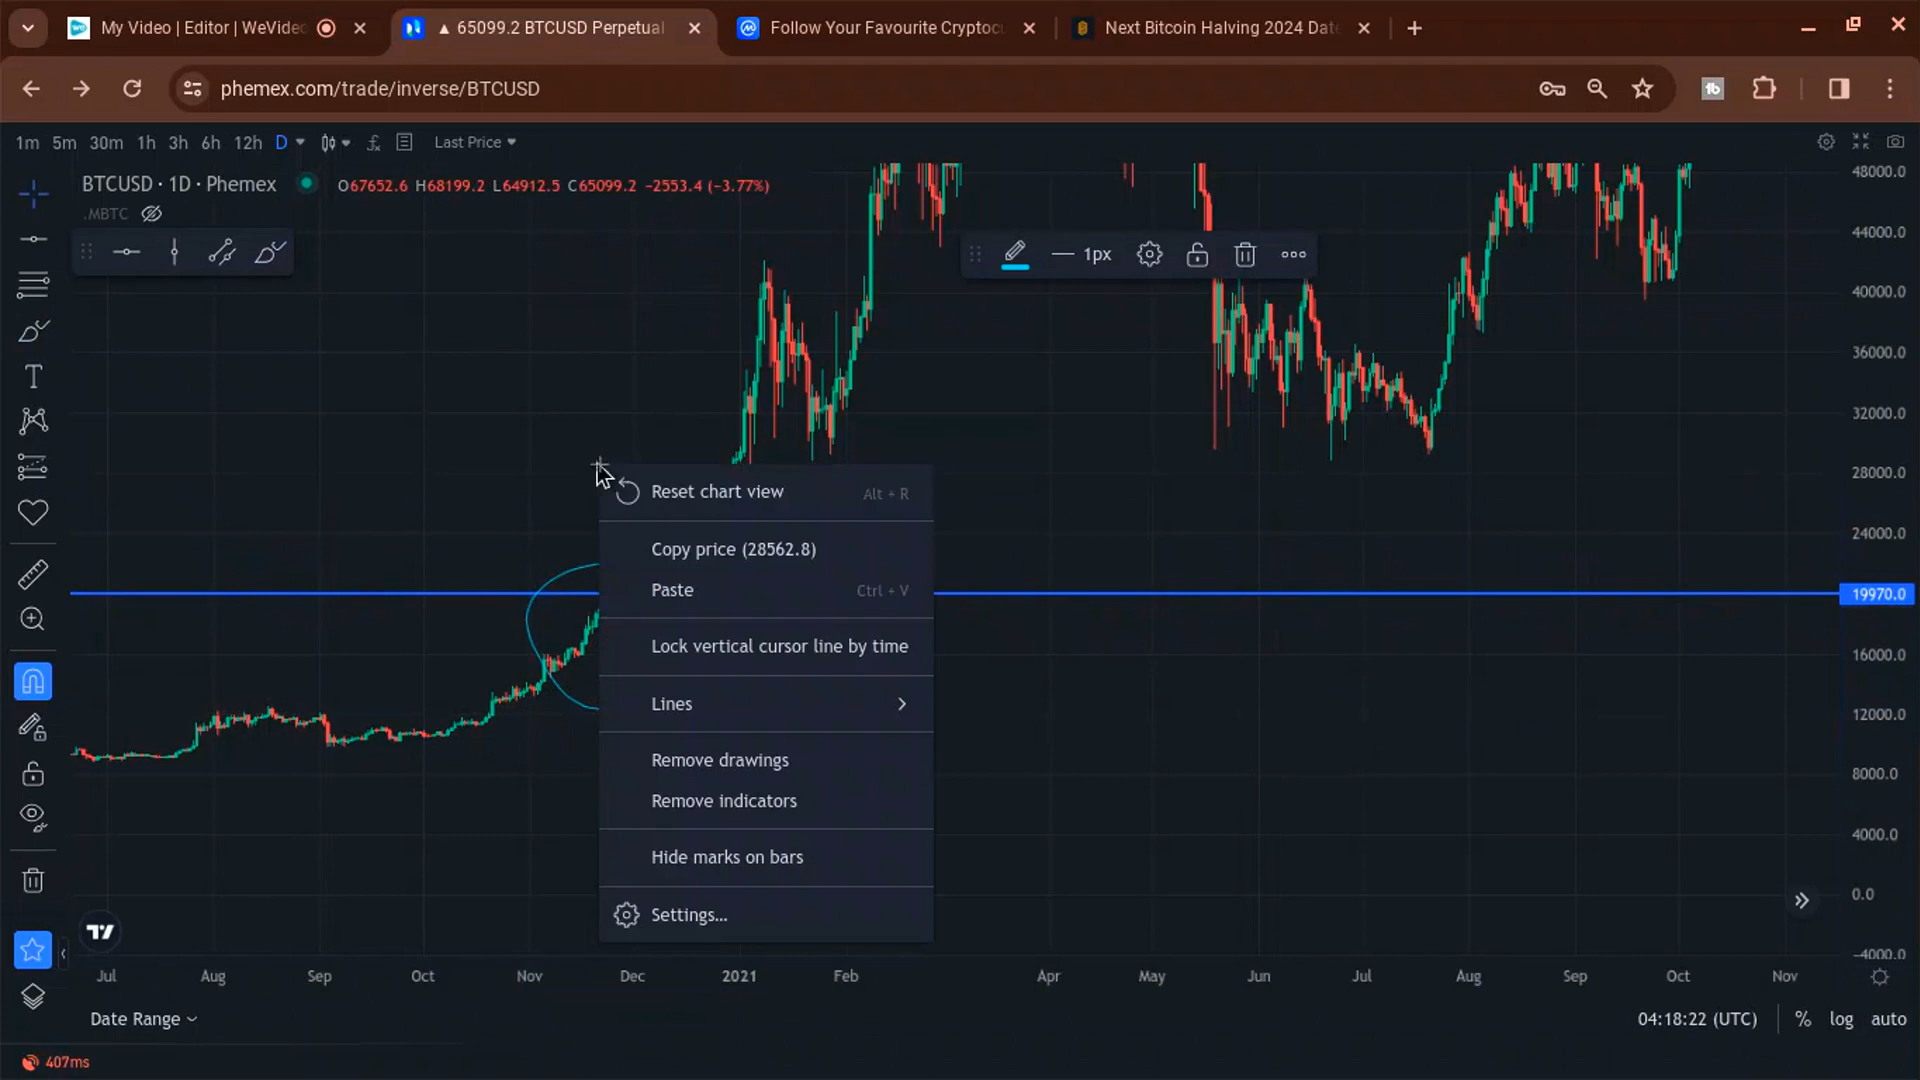 My Video | Editor | WeVide
▲ 65099.2 BTCUSD Perpetual
Follow Your Favourite Cryptoc
Next Bitcoin Halving 2024 Date
phemex.com/trade/inverse/BTCUSD
1m 5m 30m 1h 3h 6h 12h D Last Price
BTCUSD · 1D · Phemex O67652.6 H68199.2 L64912.5 C65099.2 -2553.4 (-3.77%)
.MBTC
1px
48000.0
44000.0
40000.0
36000.0
32000.0
28000.0
24000.0
19970.0
16000.0
12000.0
8000.0
4000.0
0.0
-4000.0
Reset chart view Alt + R
Copy price (28562.8)
Paste Ctrl + V
Lock vertical cursor line by time
Lines
Remove drawings
Remove indicators
Hide marks on bars
Settings...
Jul Aug Sep Oct Nov Dec 2021 Feb Apr May Jun Jul Aug Sep Oct Nov
Date Range 04:18:22 (UTC) % log auto
407ms